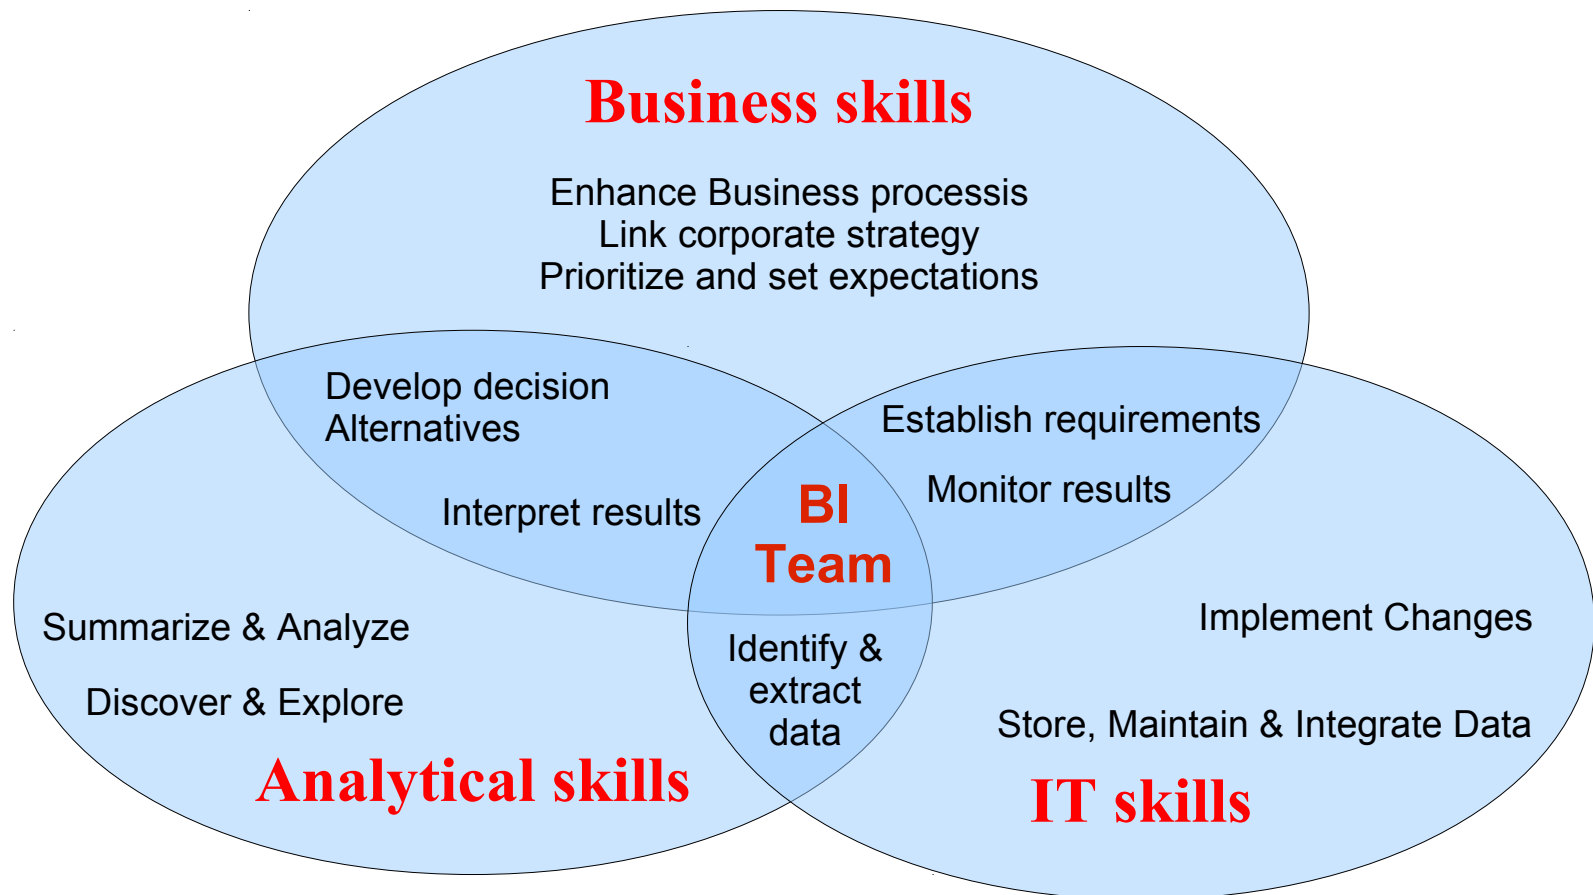 Business skills
Enhance Business processis
Link corporate strategy
Prioritize and set expectations
Develop decision
Alternatives
Interpret results
Establish requirements
Monitor results
BI
Team
Summarize & Analyze
Discover & Explore
Analytical skills
Identify &
extract
data
Implement Changes
Store, Maintain & Integrate Data
IT skills